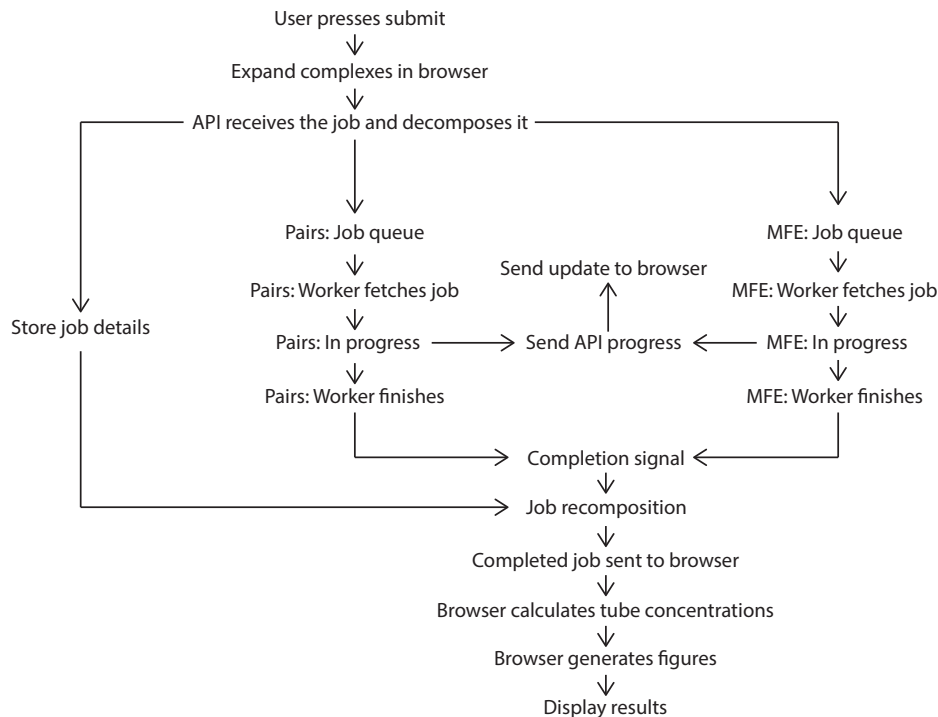 User presses submit
Expand complexes in browser
API receives the job and decomposes it
Pairs: Job queue
MFE: Job queue
Send update to browser
Pairs: Worker fetches job
MFE: Worker fetches job
Store job details
Pairs: In progress
Send API progress
MFE: In progress
Pairs: Worker finishes
MFE: Worker finishes
Completion signal
Job recomposition
Completed job sent to browser
Browser calculates tube concentrations
Browser generates figures
Display results